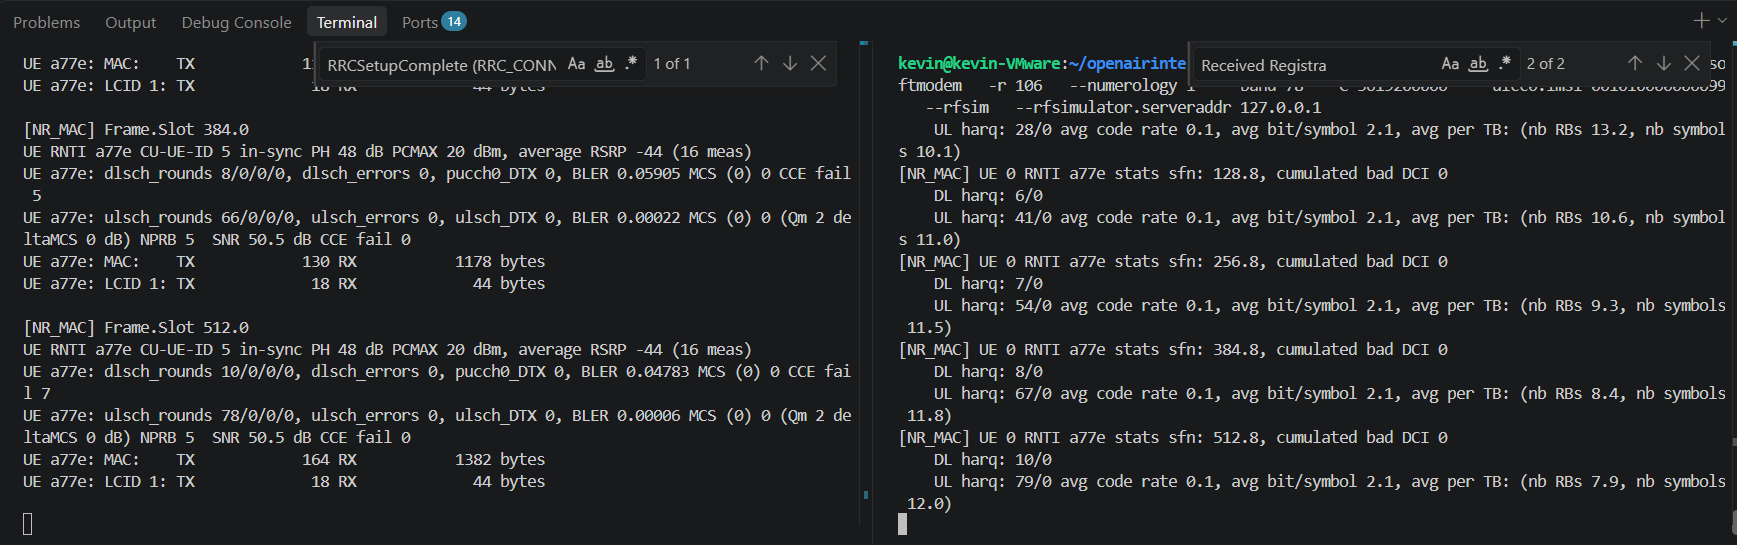 Problems Output Debug Console Terminal Ports 14
UE a77e: MAC: TX
RRCSetupComplete (RRC_CONN Aa ab .* 1 of 1
UE a77e: LCID 1: TX 18 RX 44 bytes
[NR_MAC] Frame.Slot 384.0
UE RNTI a77e CU-UE-ID 5 in-sync PH 48 dB PCMAX 20 dBm, average RSRP -44 (16 meas)
UE a77e: dlsch_rounds 8/0/0/0, dlsch_errors 0, pucch0_DTX 0, BLER 0.05905 MCS (0) 0 CCE fail
5
UE a77e: ulsch_rounds 66/0/0/0, ulsch_errors 0, ulsch_DTX 0, BLER 0.00022 MCS (0) 0 (Qm 2 de
ltaMCS 0 dB) NPRB 5 SNR 50.5 dB CCE fail 0
UE a77e: MAC: TX 130 RX 1178 bytes
UE a77e: LCID 1: TX 18 RX 44 bytes
[NR_MAC] Frame.Slot 512.0
UE RNTI a77e CU-UE-ID 5 in-sync PH 48 dB PCMAX 20 dBm, average RSRP -44 (16 meas)
UE a77e: dlsch_rounds 10/0/0/0, dlsch_errors 0, pucch0_DTX 0, BLER 0.04783 MCS (0) 0 CCE fai
l 7
UE a77e: ulsch_rounds 78/0/0/0, ulsch_errors 0, ulsch_DTX 0, BLER 0.00006 MCS (0) 0 (Qm 2 de
ltaMCS 0 dB) NPRB 5 SNR 50.5 dB CCE fail 0
UE a77e: MAC: TX 164 RX 1382 bytes
UE a77e: LCID 1: TX 18 RX 44 bytes
kevin@kevin-VMware:~/openairinte
Received Registra Aa ab .* 2 of 2
so
ftmodem -r 106 --numerology
--rfsim --rfsimulator.serveraddr 127.0.0.1
UL harq: 28/0 avg code rate 0.1, avg bit/symbol 2.1, avg per TB: (nb RBs 13.2, nb symbol
s 10.1)
[NR_MAC] UE 0 RNTI a77e stats sfn: 128.8, cumulated bad DCI 0
DL harq: 6/0
UL harq: 41/0 avg code rate 0.1, avg bit/symbol 2.1, avg per TB: (nb RBs 10.6, nb symbol
s 11.0)
[NR_MAC] UE 0 RNTI a77e stats sfn: 256.8, cumulated bad DCI 0
DL harq: 7/0
UL harq: 54/0 avg code rate 0.1, avg bit/symbol 2.1, avg per TB: (nb RBs 9.3, nb symbols
11.5)
[NR_MAC] UE 0 RNTI a77e stats sfn: 384.8, cumulated bad DCI 0
DL harq: 8/0
UL harq: 67/0 avg code rate 0.1, avg bit/symbol 2.1, avg per TB: (nb RBs 8.4, nb symbols
11.8)
[NR_MAC] UE 0 RNTI a77e stats sfn: 512.8, cumulated bad DCI 0
DL harq: 10/0
UL harq: 79/0 avg code rate 0.1, avg bit/symbol 2.1, avg per TB: (nb RBs 7.9, nb symbols
12.0)